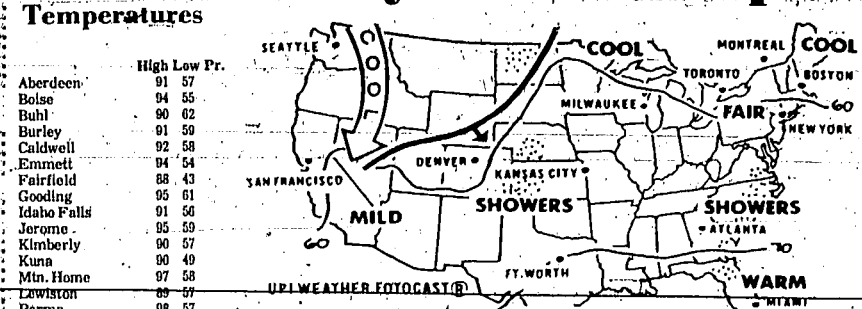 Temperatures
High Low Pr.
Aberdeen 91 57
Boise 94 55
Buhl 90 62
Burley 91 59
Caldwell 92 58
Emmett 94 54
Fairfield 88 43
Gooding 95 61
Idaho Falls 91 56
Jerome 95 59
Kimberly 90 57
Kuna 90 49
Mtn. Home 97 58
Lewiston 89 57
Parma 98 57
SEATTLE
COOL
COOL
MONTREAL
COOL
TORONTO
BOSTON
MILWAUKEE
FAIR
60
NEW YORK
DENVER
KANSAS CITY
SAN FRANCISCO
MILD
SHOWERS
SHOWERS
ATLANTA
60
70
FT. WORTH
WARM
MIAMI
UPI WEATHER FOTOCAST ®